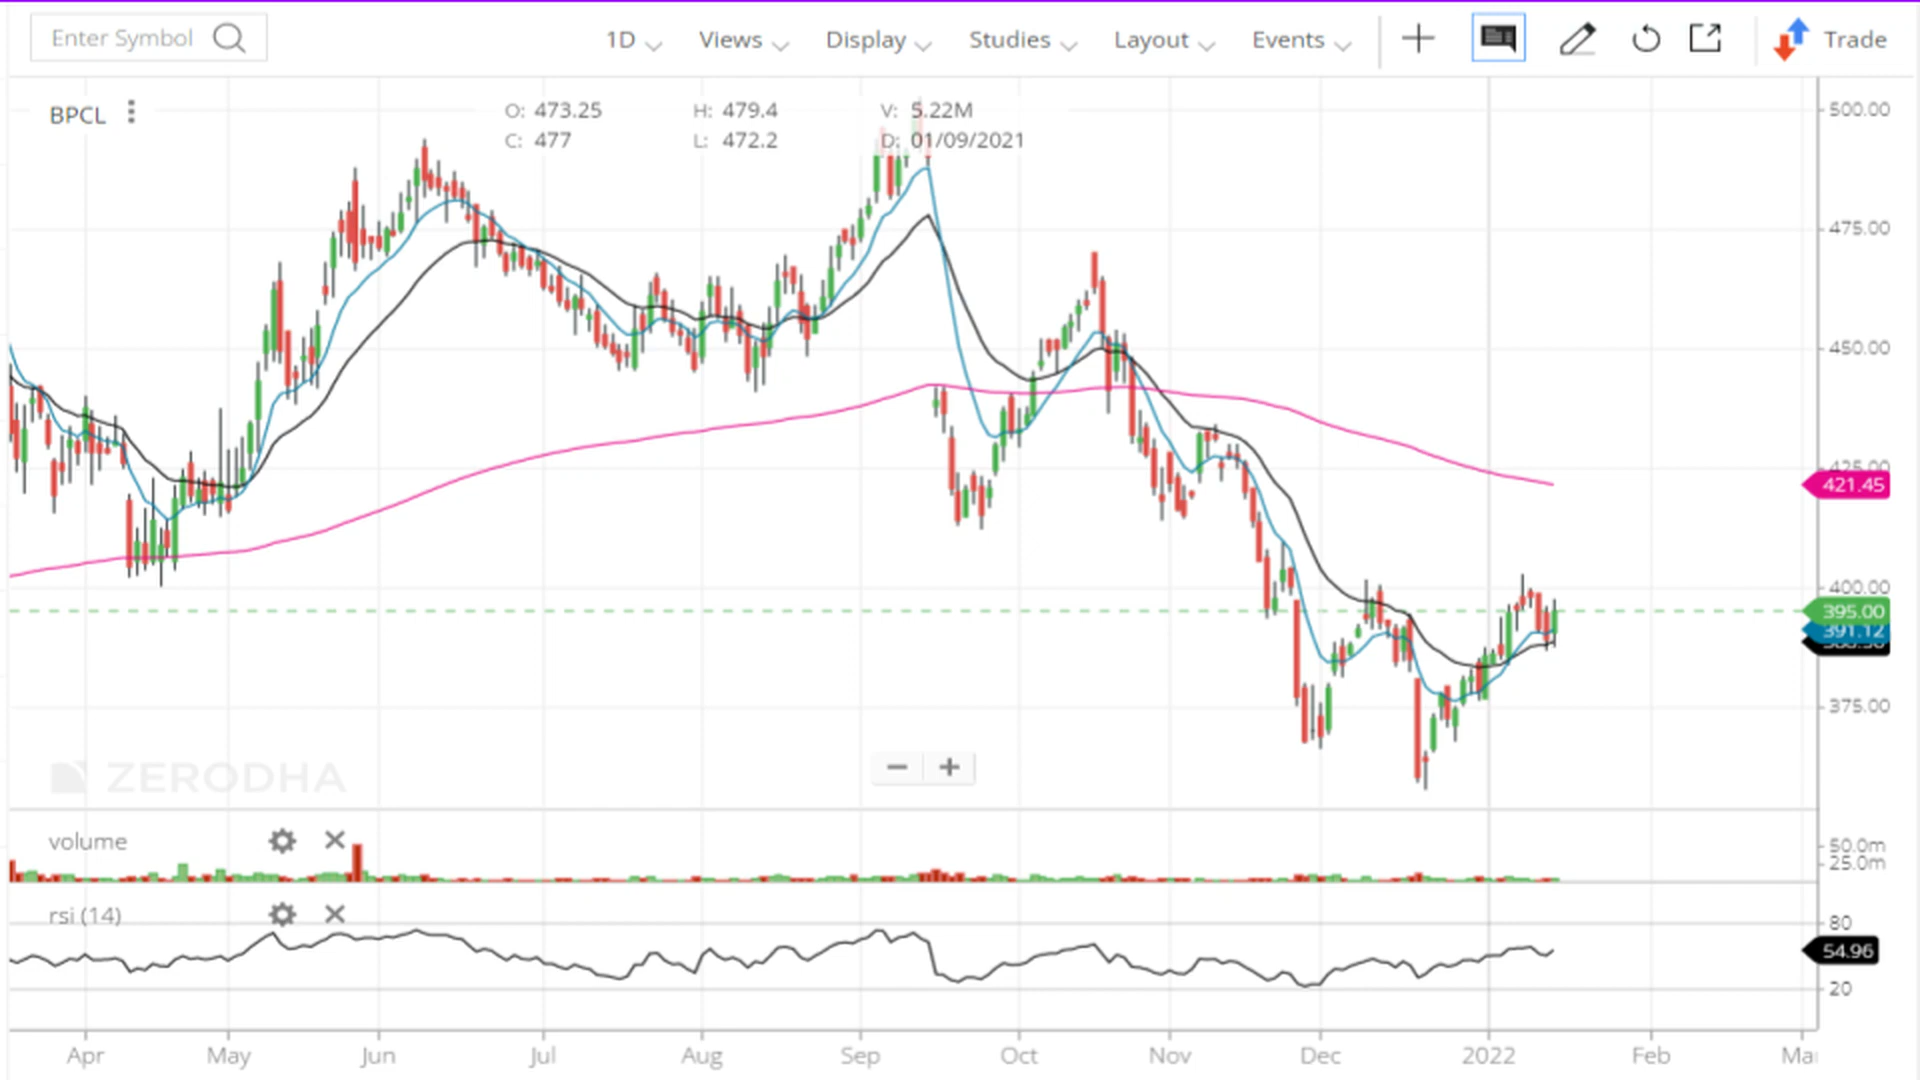 Enter Symbol 1D Views Display Studies Layout Events Trade
BPCL O: 473.25 H: 479.4 V: 5.22M
C: 477 L: 472.2 D: 01/09/2021
500.00
475.00
450.00
425.00
421.45
400.00
395.00
391.12
375.00
ZERODHA
volume
50.0m
25.0m
rsi (14)
80
54.96
20
Apr May Jun Jul Aug Sep Oct Nov Dec 2022 Feb